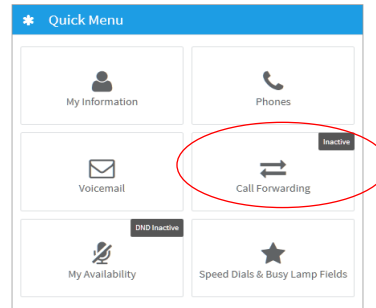 Quick Menu
My Information
Phones
Inactive
Voicemail
Call Forwarding
DND Inactive
My Availability
Speed Dials & Busy Lamp Fields